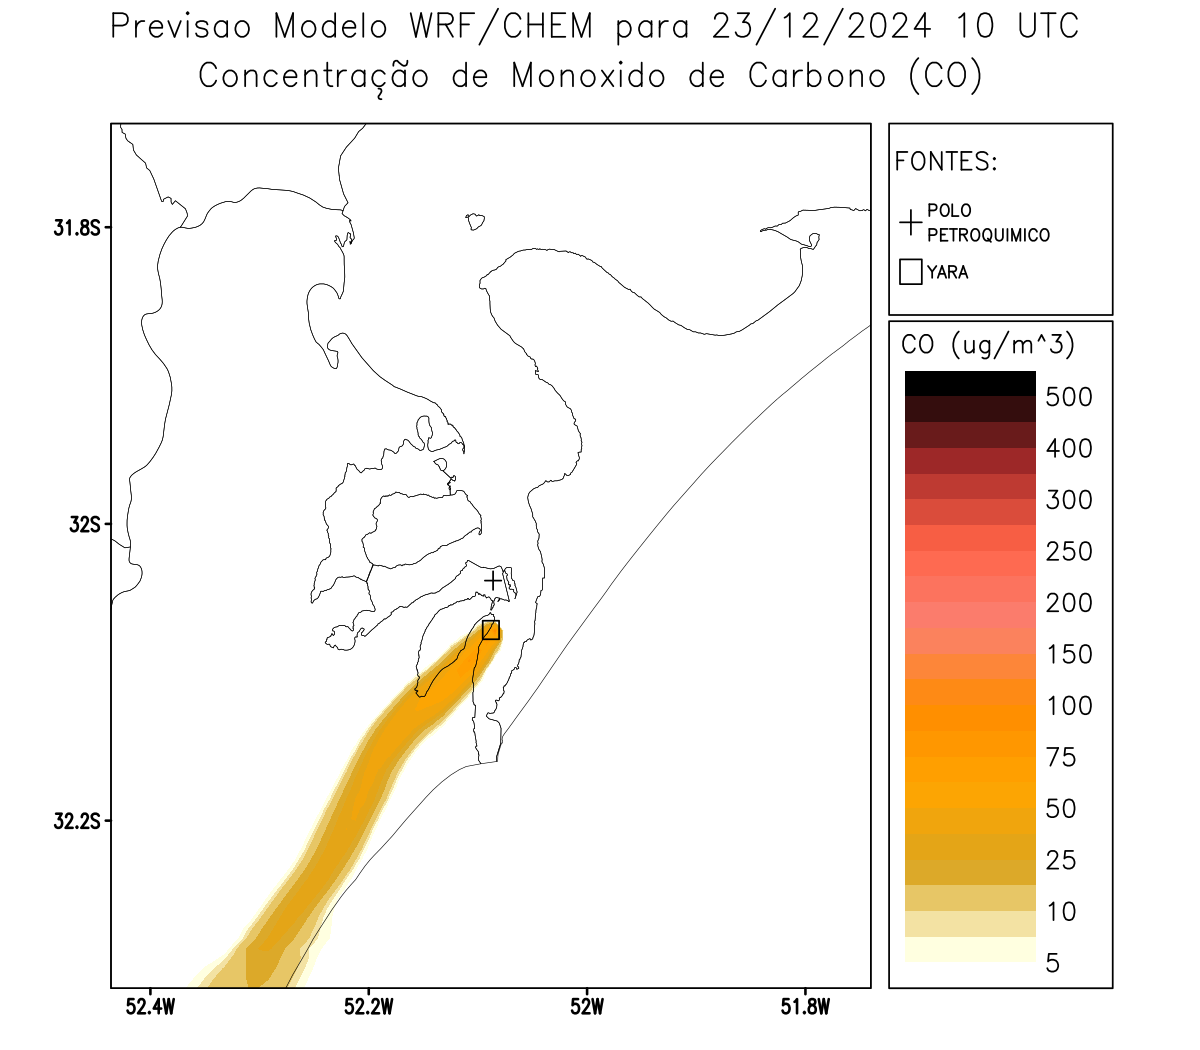 Previsao Modelo WRF/CHEM para 23/12/2024 10 UTC
Concentração de Monoxido de Carbono (CO)
FONTES:
POLO
PETROQUIMICO
YARA
CO (ug/m^3)
500
400
300
250
200
150
100
75
50
25
10
5
31.8S
32S
32.2S
52.4W
52.2W
52W
51.8W